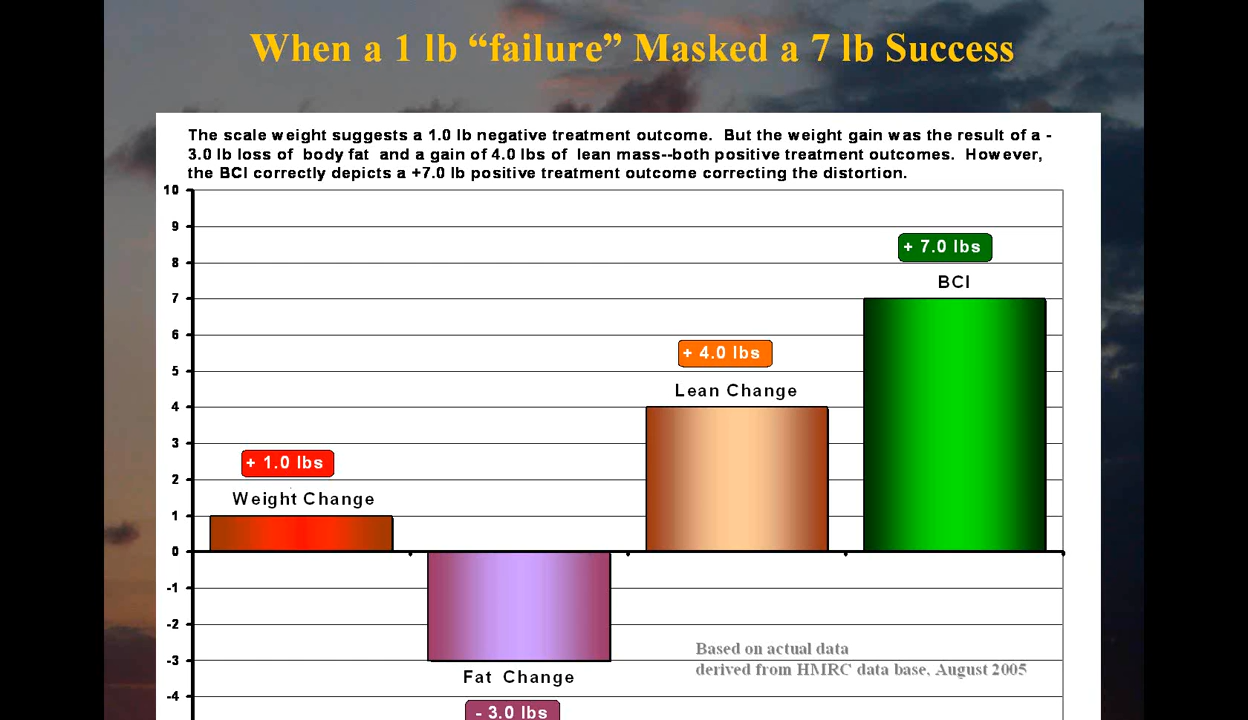 When a 1 lb “failure” Masked a 7 lb Success
The scale weight suggests a 1.0 lb negative treatment outcome. But the weight gain was the result of a -
3.0 lb loss of body fat and a gain of 4.0 lbs of lean mass--both positive treatment outcomes. However,
the BCI correctly depicts a +7.0 lb positive treatment outcome correcting the distortion.
10
9
+ 7.0 lbs
8
BCI
7
6
+ 4.0 lbs
5
Lean Change
4
3
+ 1.0 lbs
2
Weight Change
1
0
-1
-2
Based on actual data
-3
derived from HMRC data base, August 2005
Fat Change
-4
- 3.0 lbs